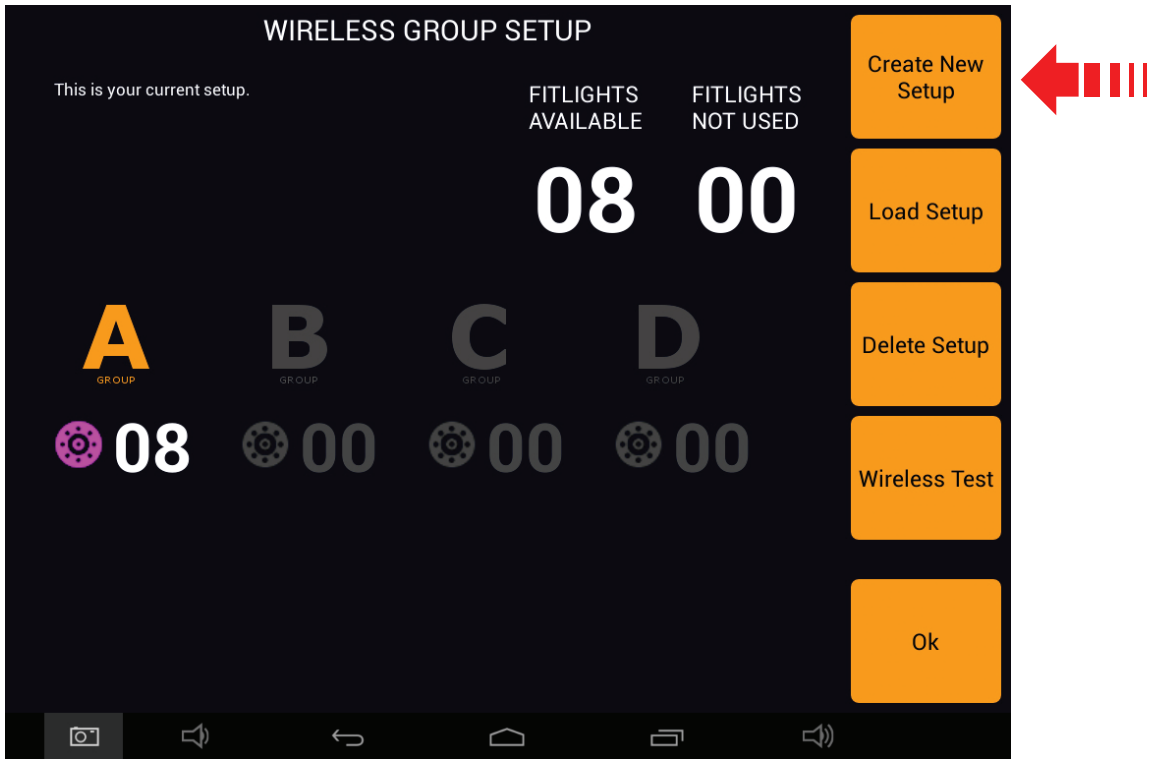 WIRELESS GROUP SETUP
This is your current setup.
FITLIGHTS
AVAILABLE
FITLIGHTS
NOT USED
08
00
A
GROUP
B
GROUP
C
GROUP
D
GROUP
08
00
00
00
Create New
Setup
Load Setup
Delete Setup
Wireless Test
Ok